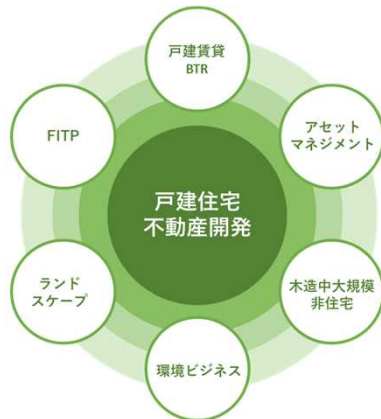 戸建賃貸
BTR
アセット
マネジメント
FITP
戸建住宅
不動産開発
ランド
スケープ
木造中大規模
非住宅
環境ビジネス